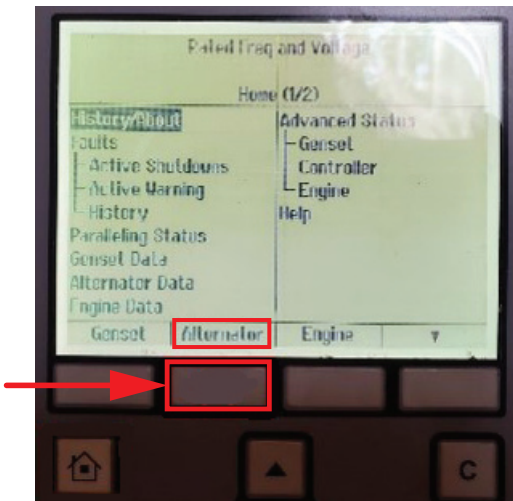 Rated Freq and Voltage
Home (1/2)
History/About
Faults
Active Shutdowns
Active Warning
History
Paralleling Status
Genset Data
Alternator Data
Engine Data
Advanced Status
Genset
Controller
Engine
Help
Genset Alternator Engine ▼
C